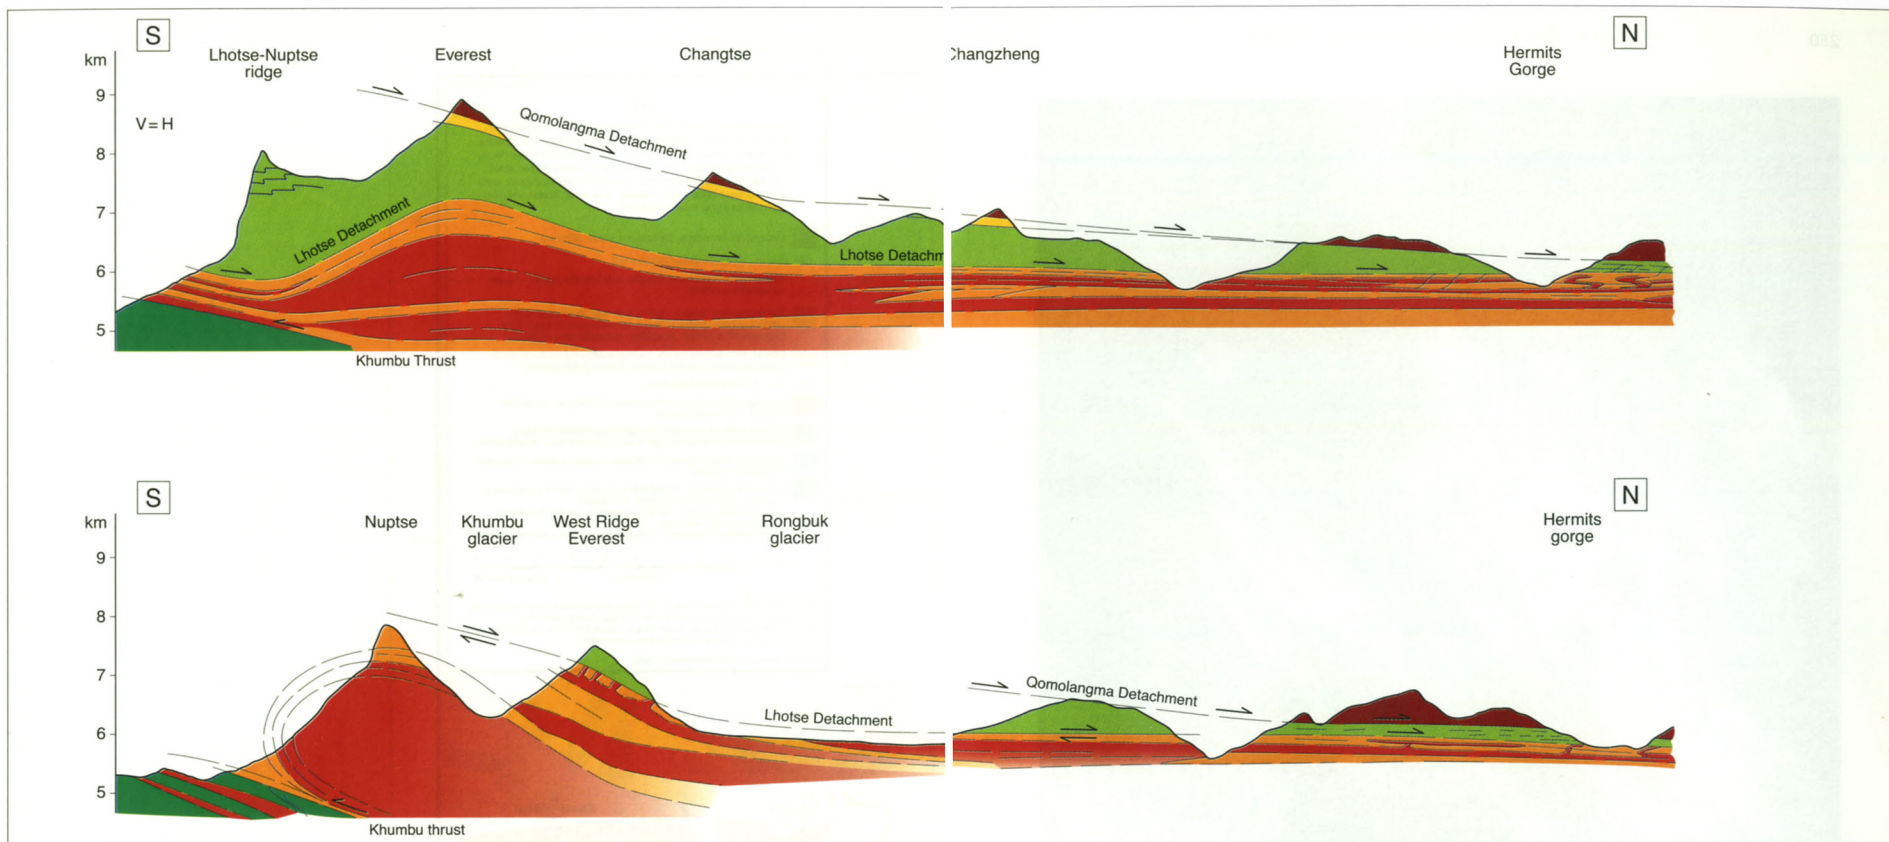 S
N
Lhotse-Nuptse
ridge
Everest
Changtse
Changzheng
Hermits
Gorge
km
9
8
7
6
5
V=H
Qomolangma Detachment
Lhotse Detachment
Lhotse Detachm
Khumbu Thrust
S
N
km
9
8
7
6
5
Nuptse
Khumbu
glacier
West Ridge
Everest
Rongbuk
glacier
Hermits
gorge
Lhotse Detachment
Qomolangma Detachment
Khumbu thrust